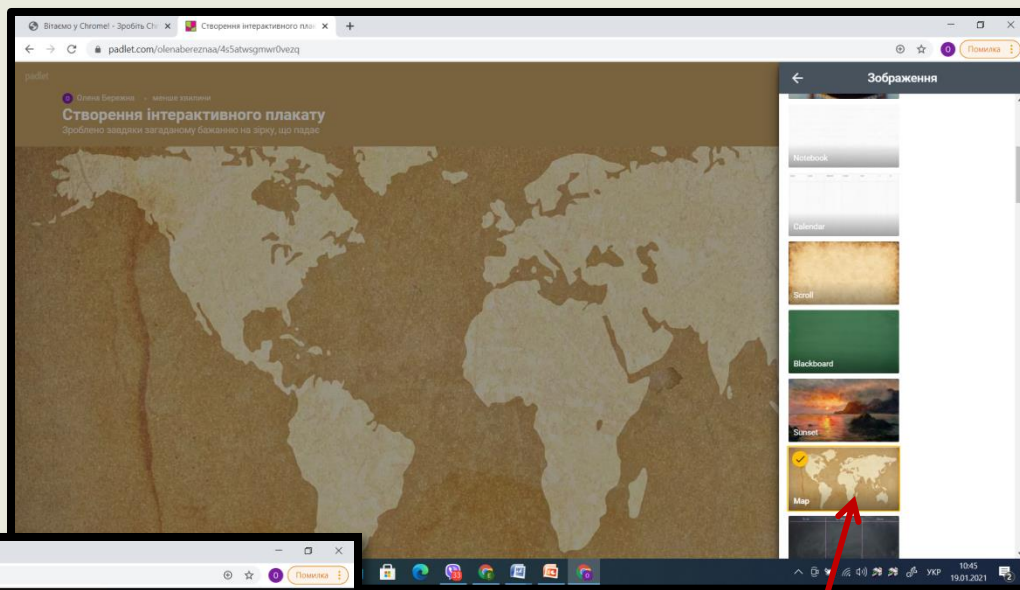 Вітаємо у Chrome! - Зробіть Chr
Створення інтерактивного плак
padlet.com/olenabereznaa/4s5atwsgmwr0vezq
О
Помилка
padlet
Зображення
О Олена Бережна • менше хвилини
Створення інтерактивного плакату
Зроблено завдяки загаданому бажанню на зірку, що падає
Notebook
Calendar
Scroll
Blackboard
Sunset
Map
О
Помилка
33
УКР
10:45
19.01.2021
2